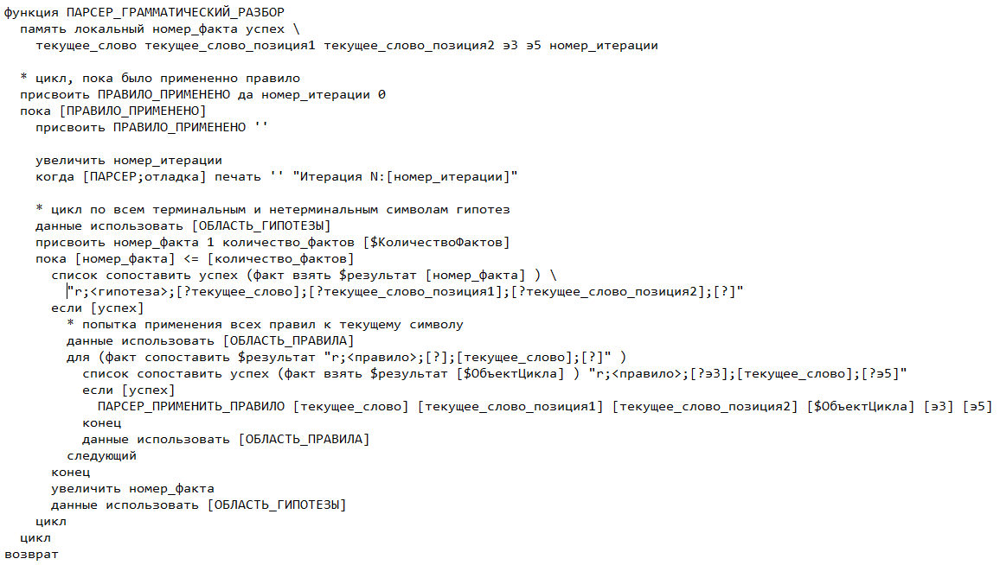 функция ПАРСЕР_ГРАММАТИЧЕСКИЙ_РАЗБОР
  память локальный номер_факта успех \
    текущее_слово текущее_слово_позиция1 текущее_слово_позиция2 э3 э5 номер_итерации

  * цикл, пока было примененно правило
  присвоить ПРАВИЛО_ПРИМЕНЕНО да номер_итерации 0
  пока [ПРАВИЛО_ПРИМЕНЕНО]
    присвоить ПРАВИЛО_ПРИМЕНЕНО ''

    увеличить номер_итерации
    когда [ПАРСЕР;отладка] печать '' "Итерация N:[номер_итерации]"

    * цикл по всем терминальным и нетерминальным символам гипотез
    данные использовать [ОБЛАСТЬ_ГИПОТЕЗЫ]
    присвоить номер_факта 1 количество_фактов [$КоличествоФактов]
    пока [номер_факта] <= [количество_фактов]
      список сопоставить успех (факт взять $результат [номер_факта] ) \
        "r;<гипотеза>;[?текущее_слово];[?текущее_слово_позиция1];[?текущее_слово_позиция2];[?]"
      если [успех]
        * попытка применения всех правил к текущему символу
        данные использовать [ОБЛАСТЬ_ПРАВИЛА]
        для (факт сопоставить $результат "r;<правило>;[?];[текущее_слово];[?]" )
          список сопоставить успех (факт взять $результат [$ОбъектЦикла] ) "r;<правило>;[?э3];[текущее_слово];[?э5]"
          если [успех]
            ПАРСЕР_ПРИМЕНИТЬ_ПРАВИЛО [текущее_слово] [текущее_слово_позиция1] [текущее_слово_позиция2] [$ОбъектЦикла] [э3] [э5]
          конец
          данные использовать [ОБЛАСТЬ_ПРАВИЛА]
        следующий
      конец
      увеличить номер_факта
      данные использовать [ОБЛАСТЬ_ГИПОТЕЗЫ]
    цикл
  цикл
возврат